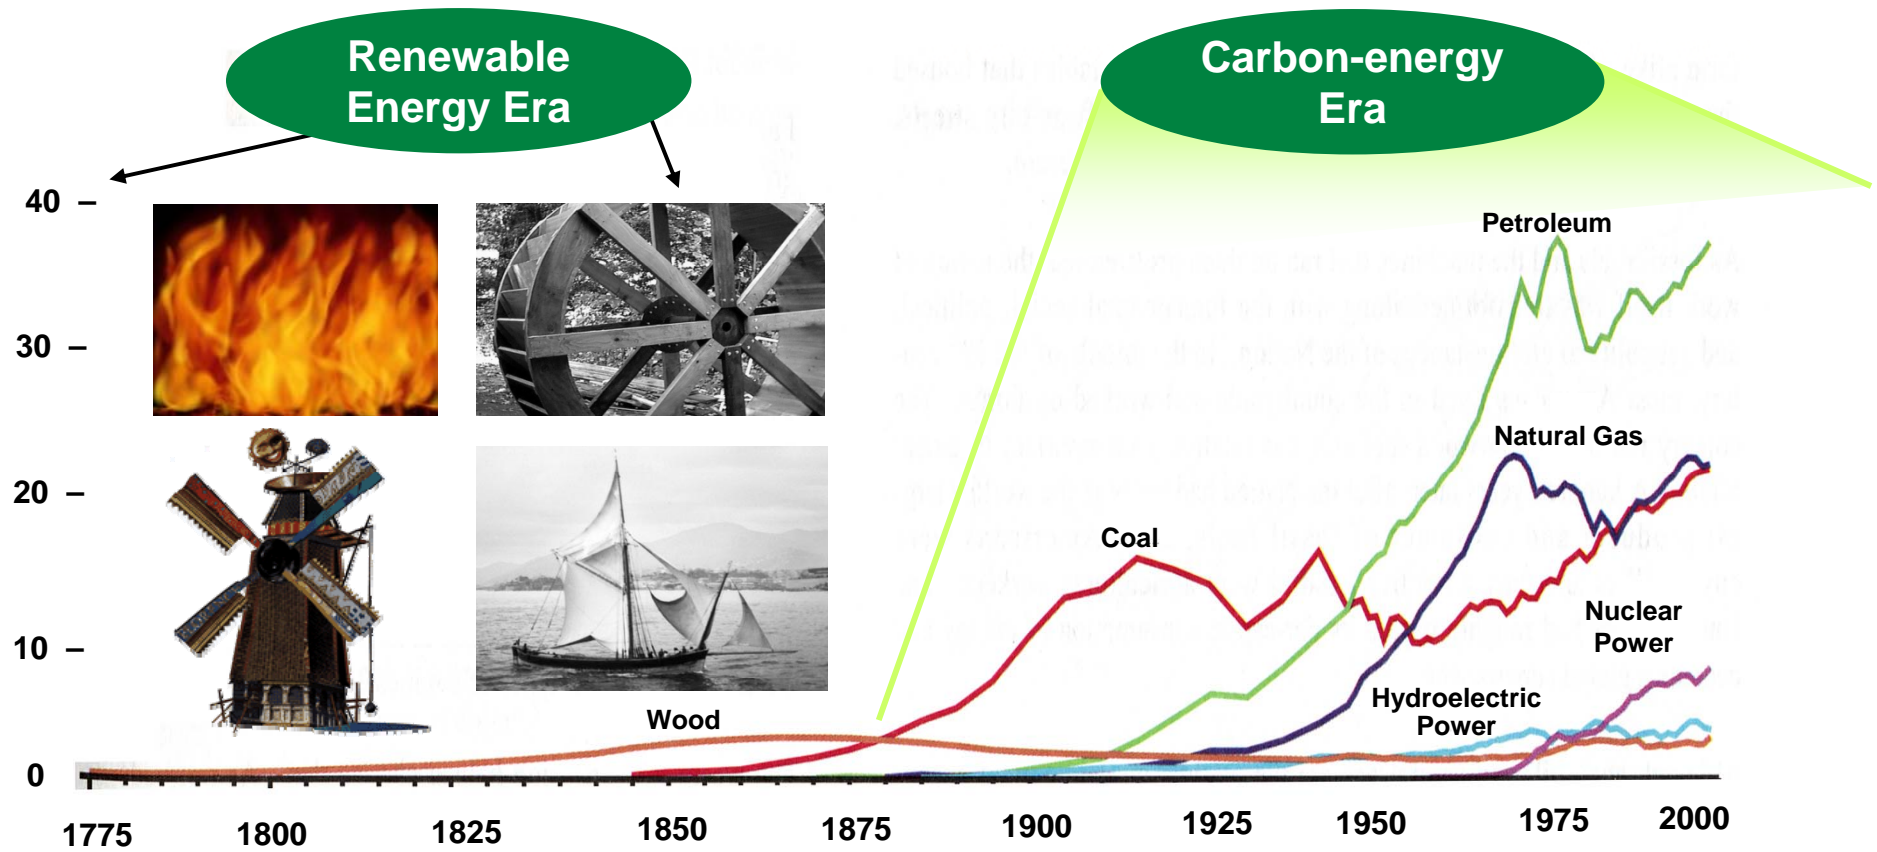 Renewable
Energy Era
Carbon-energy
Era
40 –
30 –
20 –
10 –
0
Petroleum
Natural Gas
Coal
Nuclear
Power
Hydroelectric
Power
Wood
1775
1800
1825
1850
1875
1900
1925
1950
1975
2000